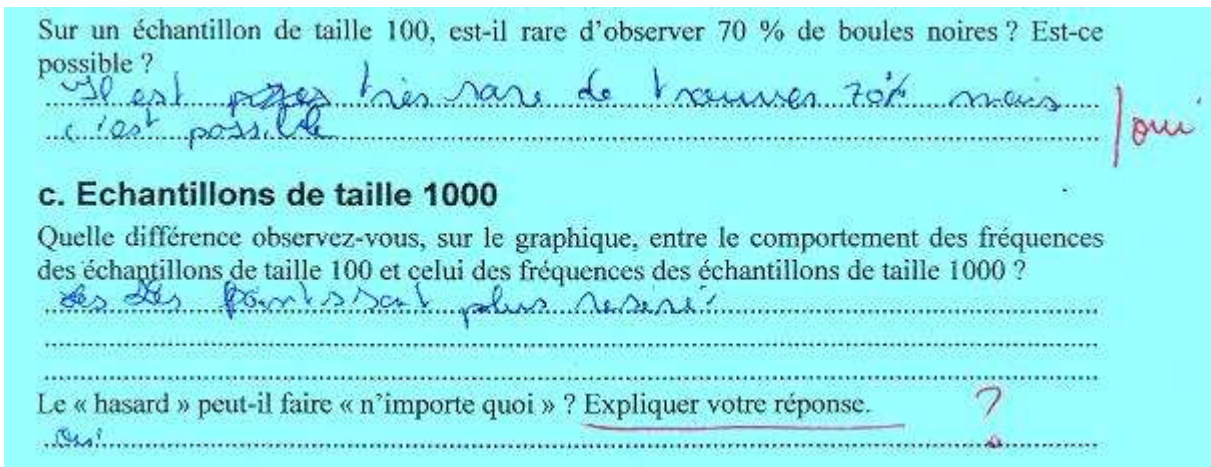 Sur un échantillon de taille 100, est-il rare d'observer 70 % de boules noires ? Est-ce
possible ?
Il est très rare de trouver 70% mais
c'est possible
oui
c. Echantillons de taille 1000
Quelle différence observez-vous, sur le graphique, entre le comportement des fréquences
des échantillons de taille 100 et celui des fréquences des échantillons de taille 1000 ?
Les points sont plus reseré
Le « hasard » peut-il faire « n'importe quoi » ? Expliquer votre réponse.
?
Oui